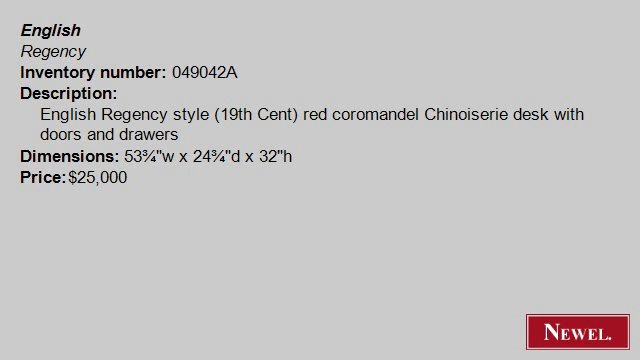 English
Regency
Inventory number: 049042A
Description:
English Regency style (19th Cent) red coromandel Chinoiserie desk with
doors and drawers
Dimensions: 53¾"w x 24¾"d x 32"h
Price:$25,000
NEWEL.